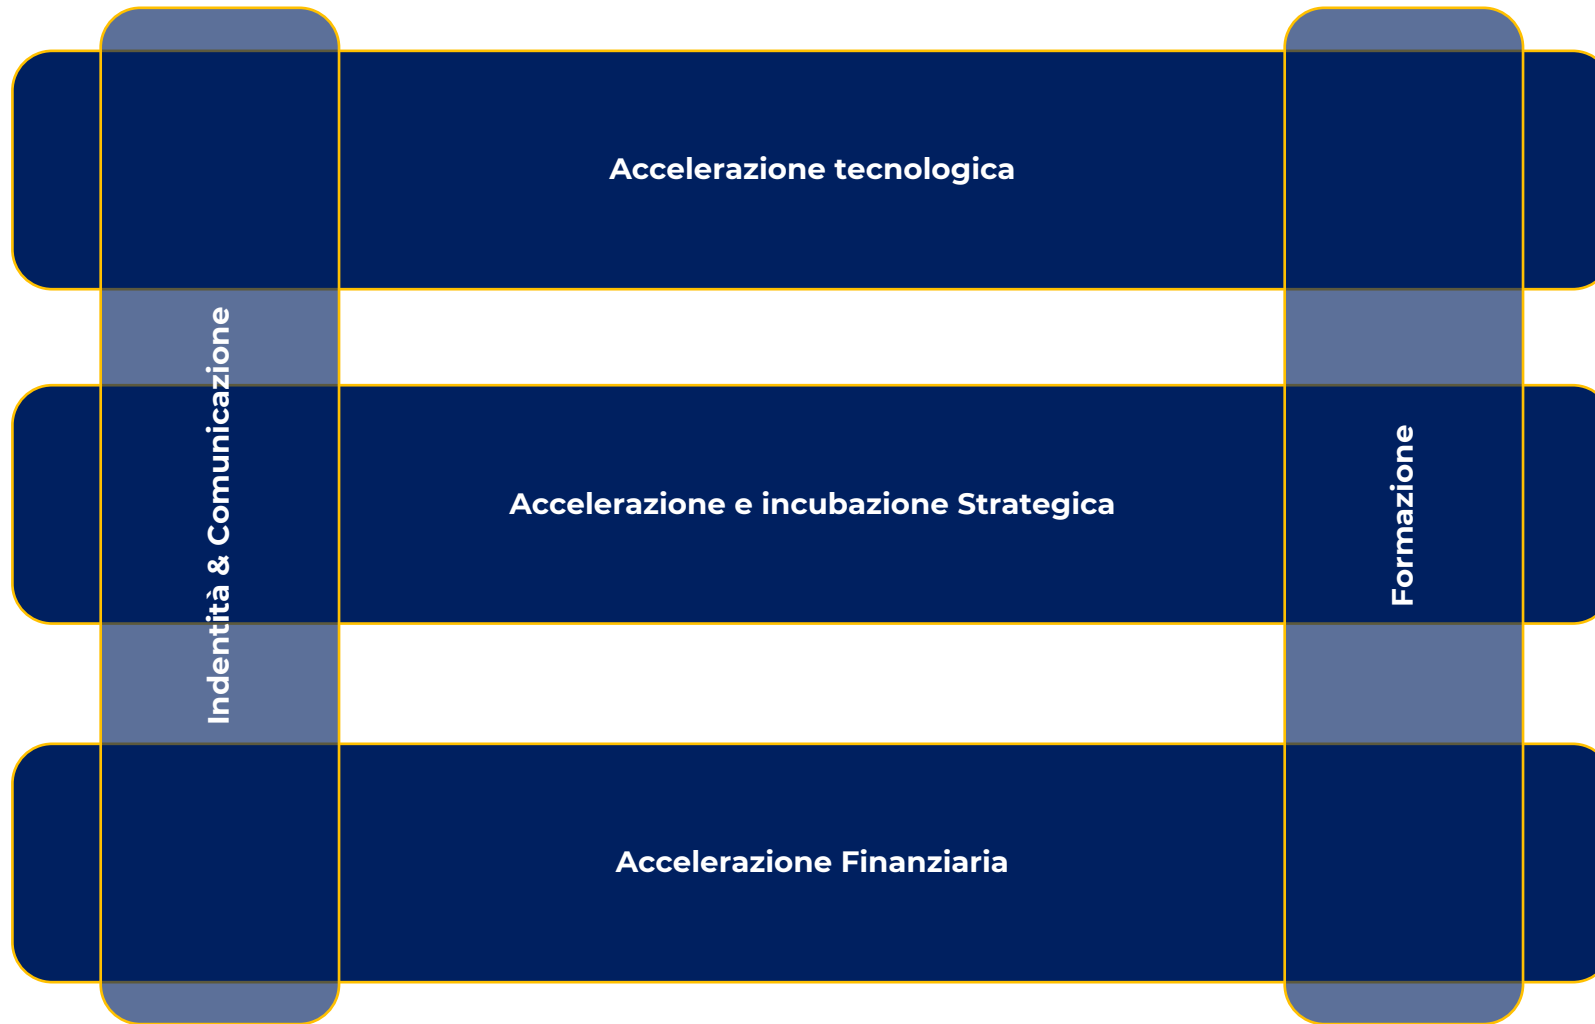 Accelerazione tecnologica
Indentità & Comunicazione
Accelerazione e incubazione Strategica
Formazione
Accelerazione Finanziaria